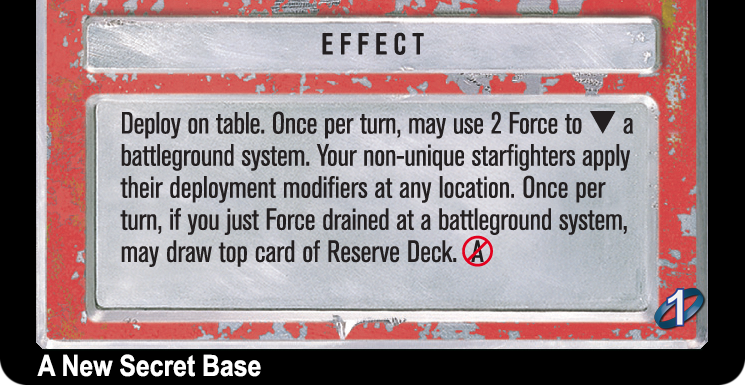 EFFECT
Deploy on table. Once per turn, may use 2 Force to ▼ a
battleground system. Your non-unique starfighters apply
their deployment modifiers at any location. Once per
turn, if you just Force drained at a battleground system,
may draw top card of Reserve Deck. A
1
A New Secret Base